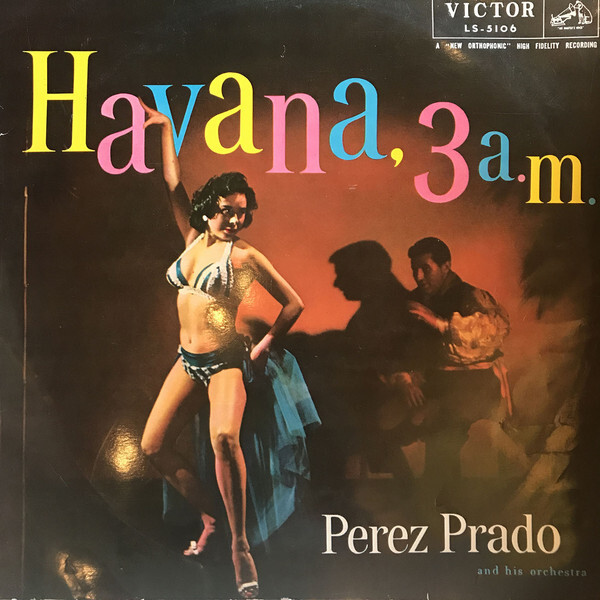 VICTOR
LS-5106
A "NEW ORTHOPHONIC" HIGH FIDELITY RECORDING
Havana, 3 a.m.
Perez Prado
and his orchestra